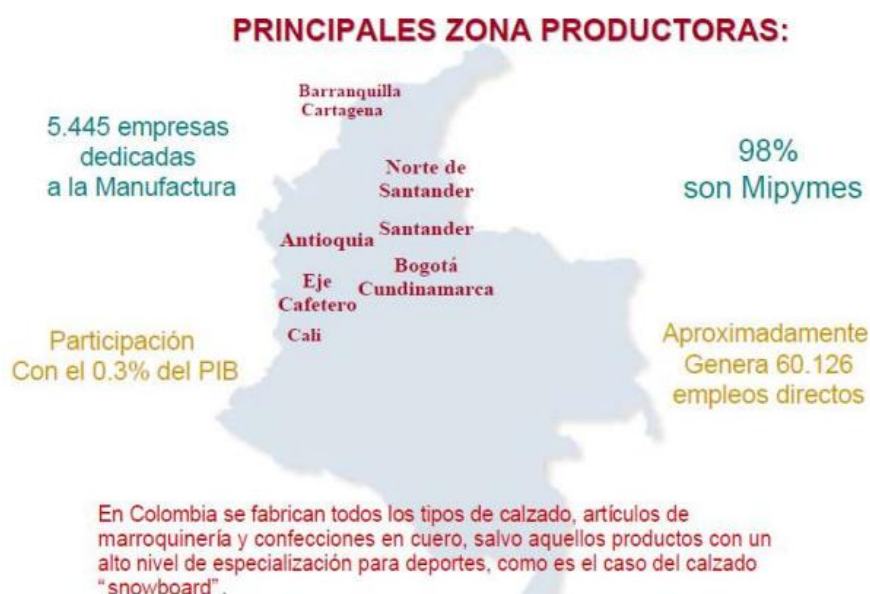 PRINCIPALES ZONA PRODUCTORAS:
Barranquilla
Cartagena
5.445 empresas
dedicadas
a la Manufactura
98%
son Mipymes
Norte de
Santander
Santander
Antioquia
Bogotá
Cundinamarca
Eje
Cafetero
Cali
Participación
Con el 0.3% del PIB
Aproximadamente
Genera 60.126
empleos directos
En Colombia se fabrican todos los tipos de calzado, artículos de
marroquinería y confecciones en cuero, salvo aquellos productos con un
alto nivel de especialización para deportes, como es el caso del calzado
“snowboard”.